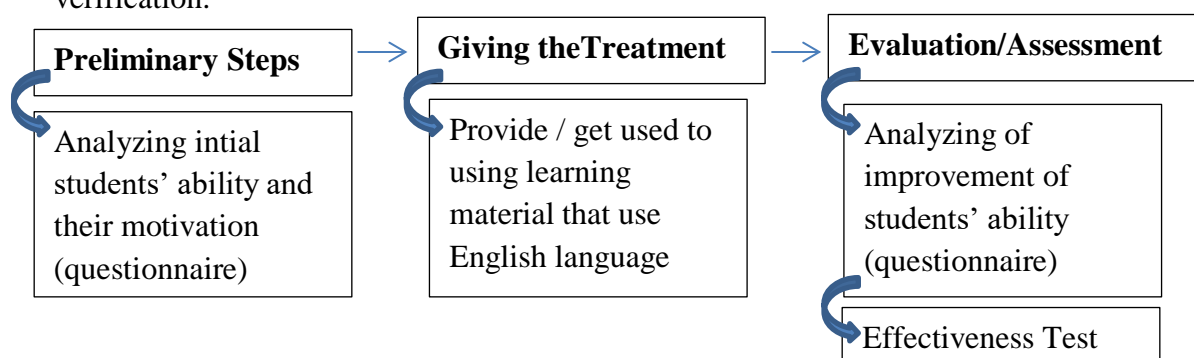 verification.
Preliminary Steps
Analyzing intial
students’ ability and
their motivation
(questionnaire)
Giving theTreatment
Provide / get used to
using learning
material that use
English language
Evaluation/Assessment
Analyzing of
improvement of
students’ ability
(questionnaire)
Effectiveness Test